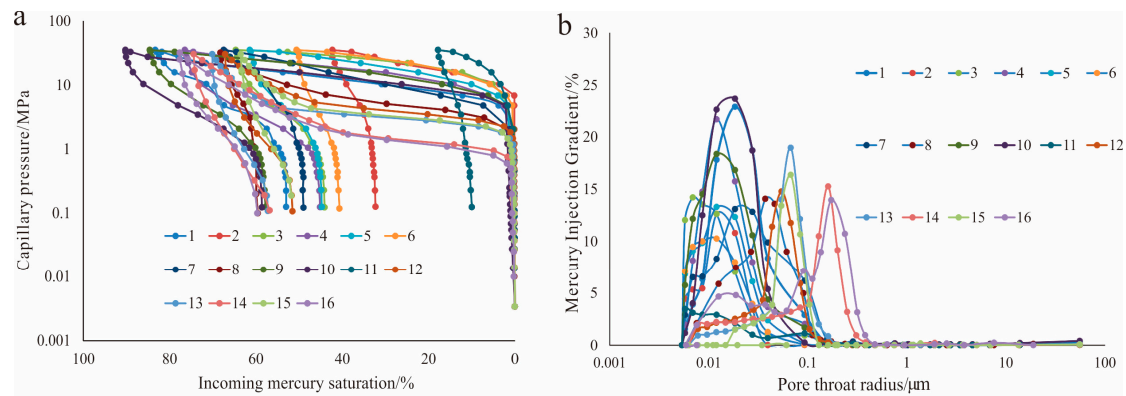 a
100
10
1
0.1
0.01
0.001
Capillary pressure/MPa
1 2 3 4 5 6
7 8 9 10 11 12
13 14 15 16
100 80 60 40 20 0
Incoming mercury saturation/%
b
30
25
20
15
10
5
0
Mercury Injection Gradient/%
1 2 3 4 5 6
7 8 9 10 11 12
13 14 15 16
0.001 0.01 0.1 1 10 100
Pore throat radius/μm